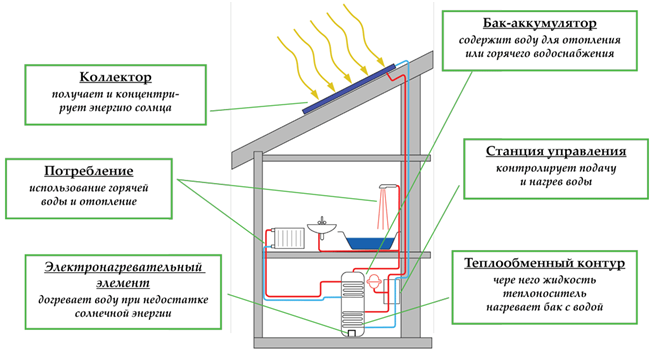 Бак-аккумулятор
содержит воду для отопления
или горячего водоснабжения
Коллектор
получает и концентри-
рует энергию солнца
Станция управления
контролирует подачу
и нагрев воды
Потребление
использование горячей
воды и отопление
Электронагревательный
элемент
догревает воду при недостатке
солнечной энергии
Теплообменный контур
чере него жидкость
теплоноситель
нагревает бак с водой